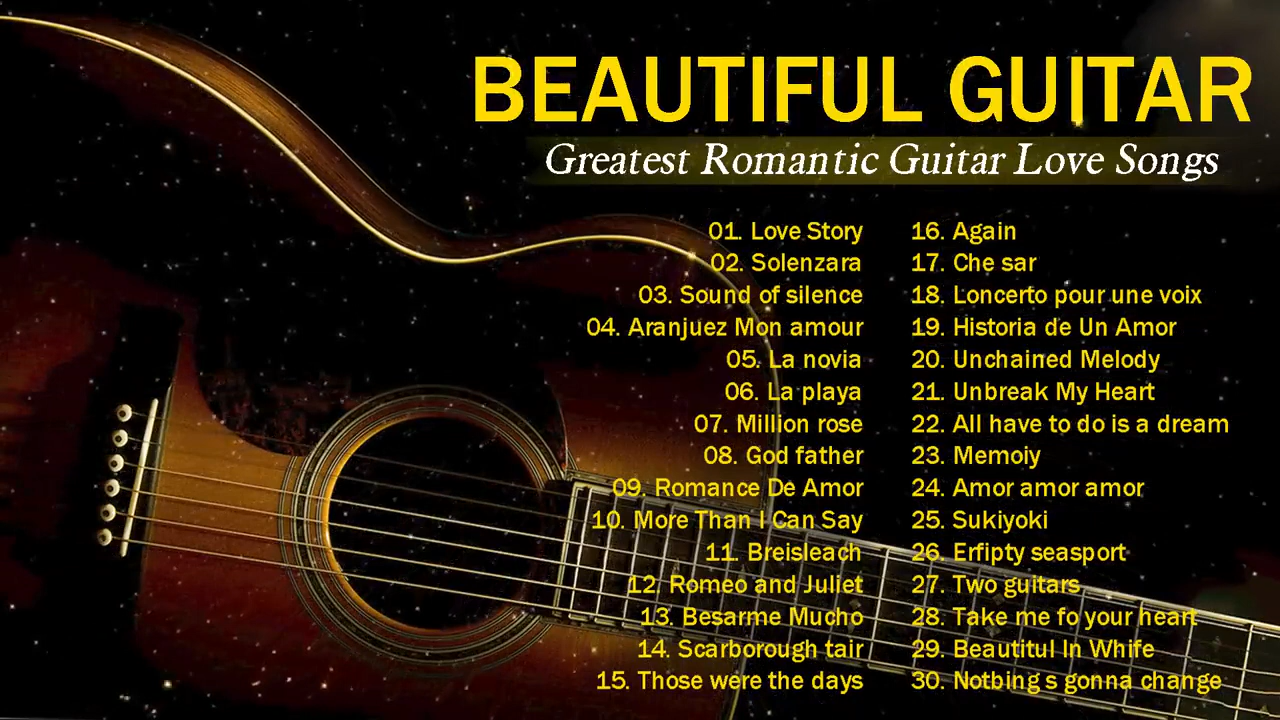 BEAUTIFUL GUITAR
Greatest Romantic Guitar Love Songs
01. Love Story
02. Solenzara
03. Sound of silence
04. Aranjuez Mon amour
05. La novia
06. La playa
07. Million rose
08. God father
09. Romance De Amor
10. More Than I Can Say
11. Breisleach
12. Romeo and Juliet
13. Besarme Mucho
14. Scarborough tair
15. Those were the days
16. Again
17. Che sar
18. Loncerto pour une voix
19. Historia de Un Amor
20. Unchained Melody
21. Unbreak My Heart
22. All have to do is a dream
23. Memoiy
24. Amor amor amor
25. Sukiyoki
26. Erfipty seasport
27. Two guitars
28. Take me fo your heart
29. Beautitul In Whife
30. Notbing s gonna change